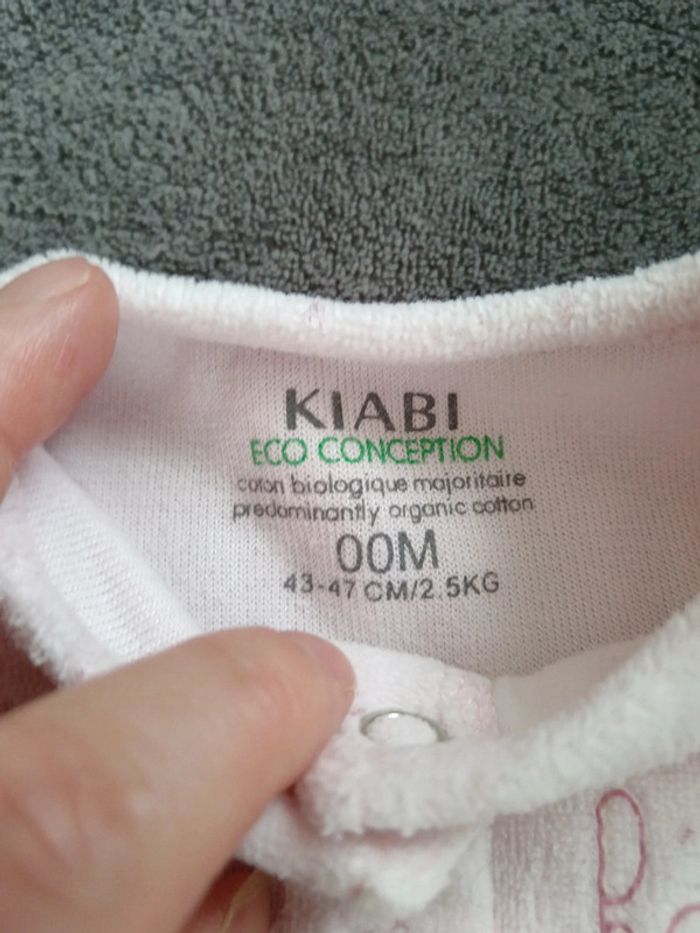 KIABI
ECO CONCEPTION
coton biologique majoritaire
predominantly organic cotton
00M
43-47 CM/2.5KG